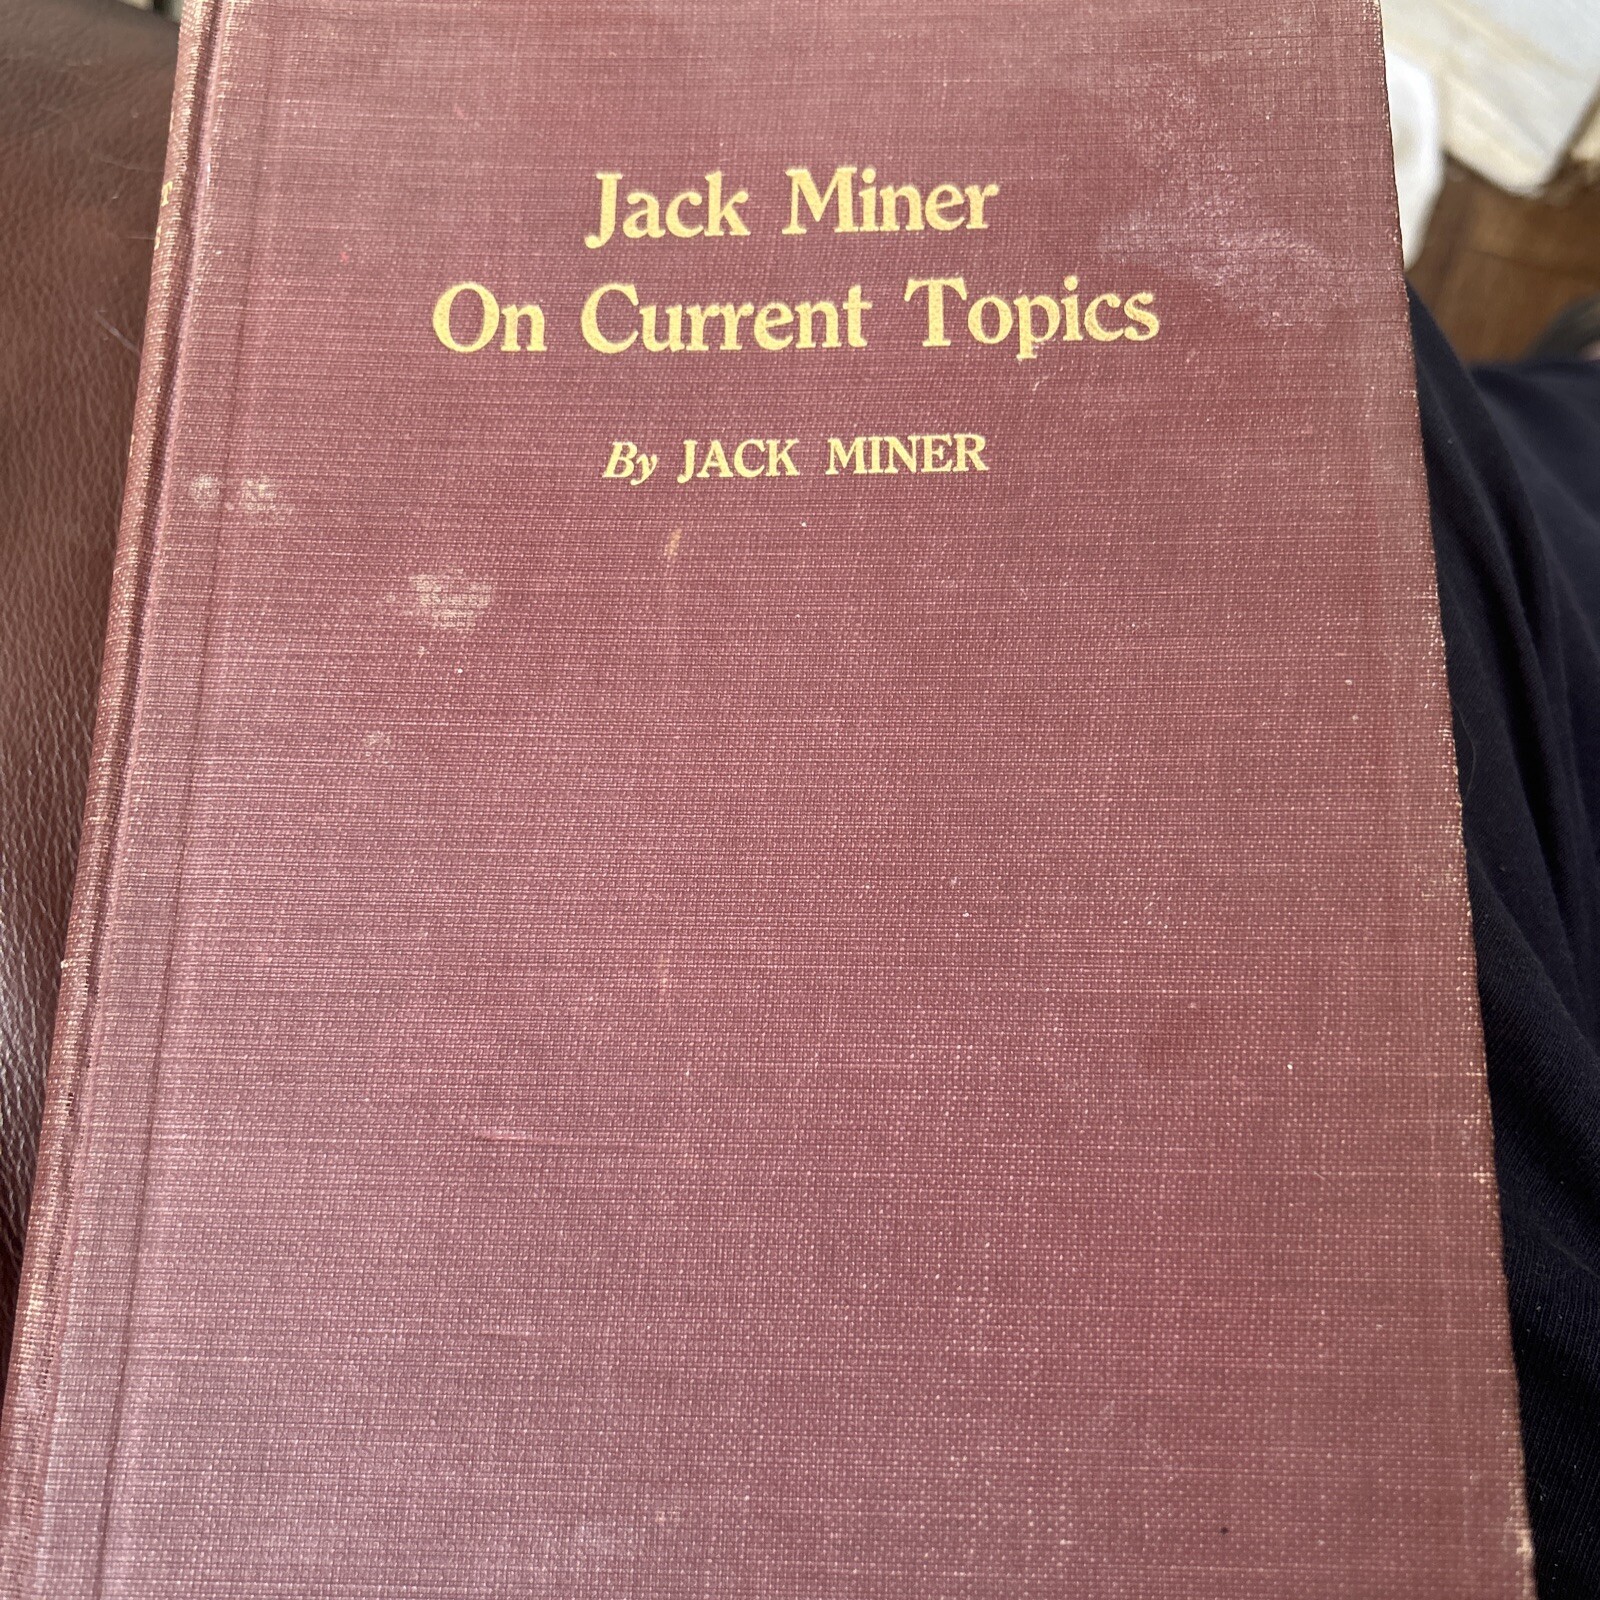 Jack Miner
On Current Topics
By JACK MINER